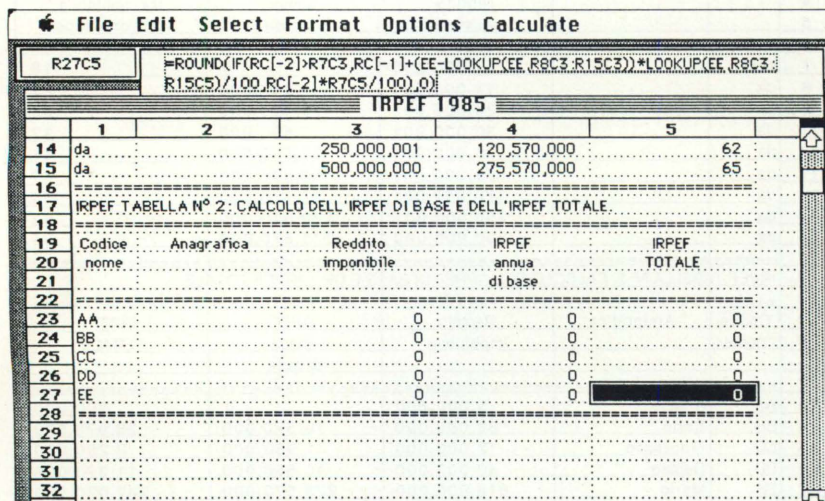 File Edit Select Format Options Calculate
R27C5
=ROUND(IF(RC[-2]>R7C3,RC[-1]+(EE-LOOKUP(EE,R8C3:R15C3))*LOOKUP(EE,R8C3:
R15C5)/100,RC[-2]*R7C5/100),0)
IRPEF 1985
1 2 3 4 5
14 da 250,000,001 120,570,000 62
15 da 500,000,000 275,570,000 65
16 ================================================================
17 IRPEF TABELLA Nº 2: CALCOLO DELL'IRPEF DI BASE E DELL'IRPEF TOTALE.
18 ================================================================
19 Codice Anagrafica Reddito IRPEF IRPEF
20 nome imponibile annua TOTALE
21 di base
22 ================================================================
23 AA 0 0 0
24 BB 0 0 0
25 CC 0 0 0
26 DD 0 0 0
27 EE 0 0 0
28 ================================================================
29
30
31
32